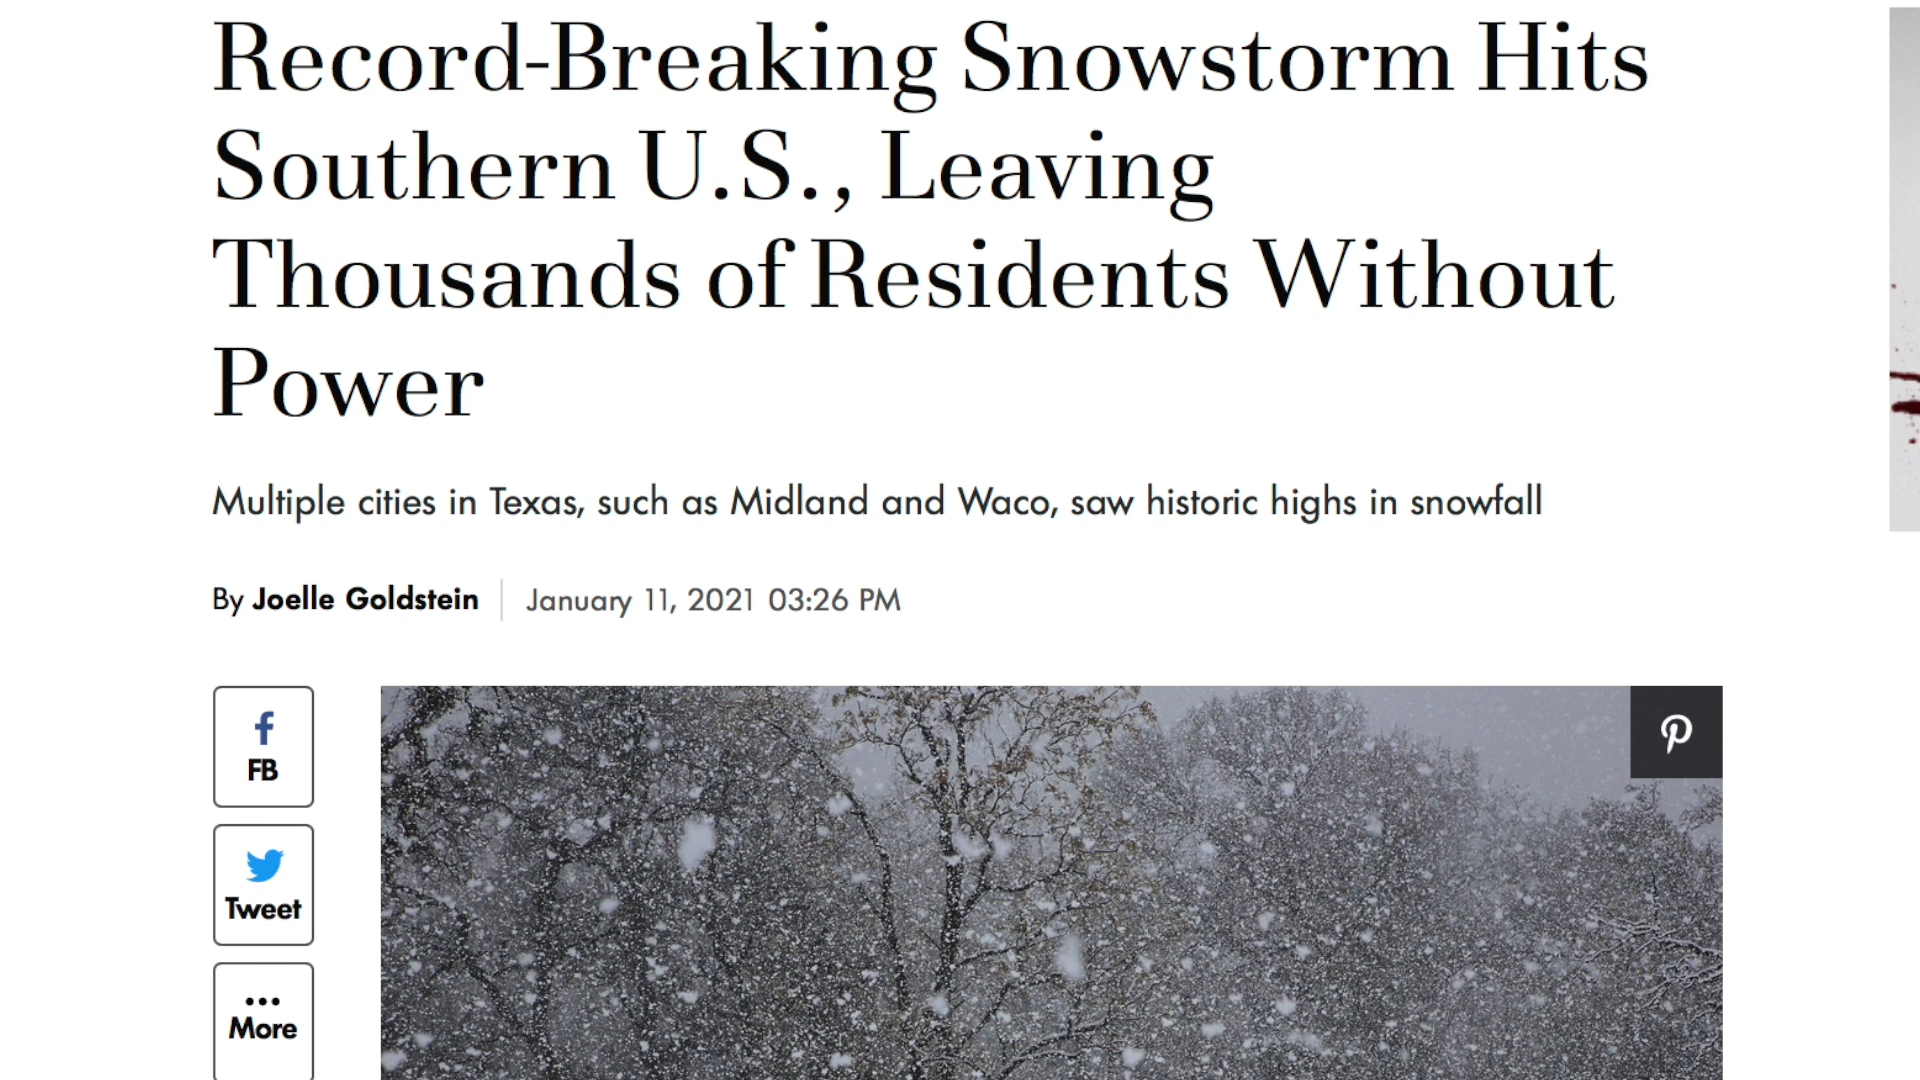 Record-Breaking Snowstorm Hits
Southern U.S., Leaving
Thousands of Residents Without
Power
Multiple cities in Texas, such as Midland and Waco, saw historic highs in snowfall
By Joelle Goldstein | January 11, 2021 03:26 PM
FB
Tweet
More